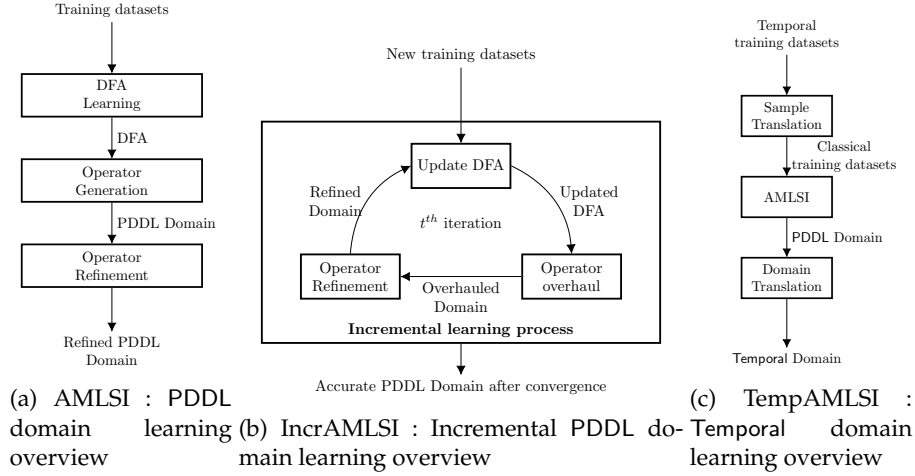 Training datasets
DFA
Learning
DFA
Operator
Generation
PDDL Domain
Operator
Refinement
Refined PDDL
Domain
(a) AMLSI : PDDL
domain learning
overview
New training datasets
Update DFA
Refined
Domain
Updated
DFA
t^th iteration
Operator
Refinement
Overhauled
Domain
Operator
overhaul
Incremental learning process
Accurate PDDL Domain after convergence
(b) IncrAMLSI : Incremental PDDL do-
main learning overview
Temporal
training datasets
Sample
Translation
Classical
training datasets
AMLSI
PDDL Domain
Domain
Translation
Temporal Domain
(c) TempAMLSI :
Temporal domain
learning overview